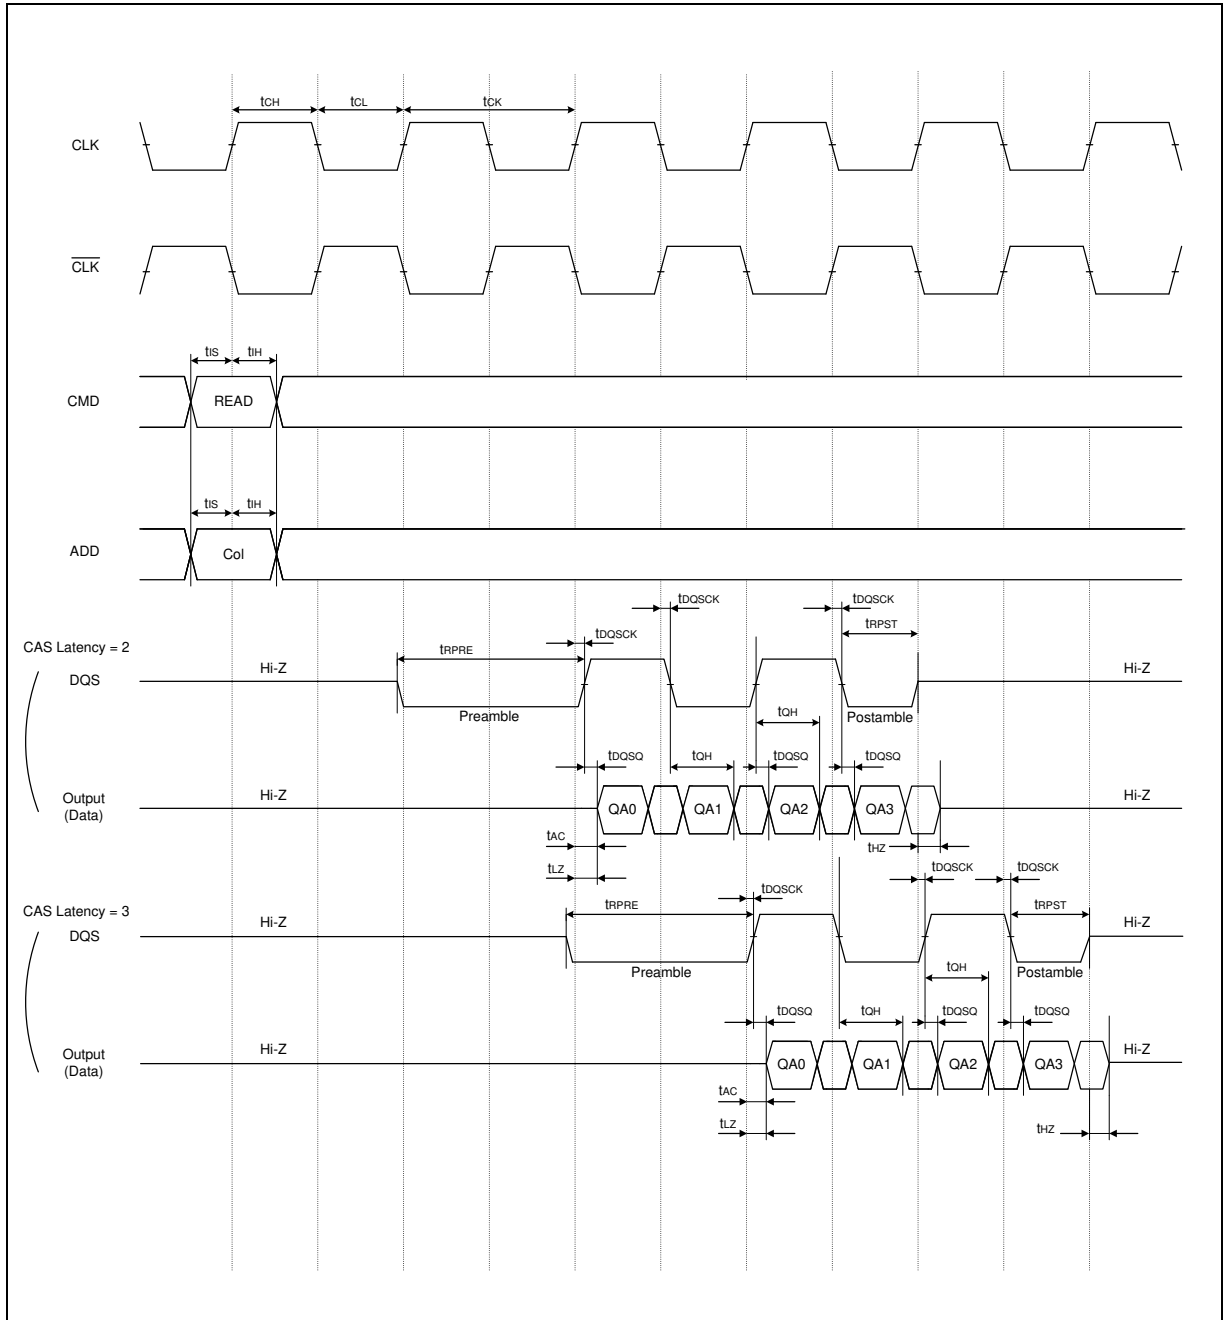 tCH tCL tCK
CLK
CLK
tIS tIH
CMD READ
tIS tIH
ADD Col
tDQSCK tDQSCK
tRPST
tDQSCK
CAS Latency = 2
tRPRE
Hi-Z Hi-Z
DQS
Preamble Postamble
tQH
tDQSQ tQH tDQSQ tDQSQ
Hi-Z Hi-Z
Output
(Data)
QA0 QA1 QA2 QA3
tAC
tHZ
tLZ
tDQSCK tDQSCK
tDQSCK
CAS Latency = 3
tRPRE tRPST
Hi-Z Hi-Z
DQS
Preamble Postamble
tQH
tDQSQ tQH tDQSQ tDQSQ
Hi-Z Hi-Z
Output
(Data)
QA0 QA1 QA2 QA3
tAC
tLZ tHZ